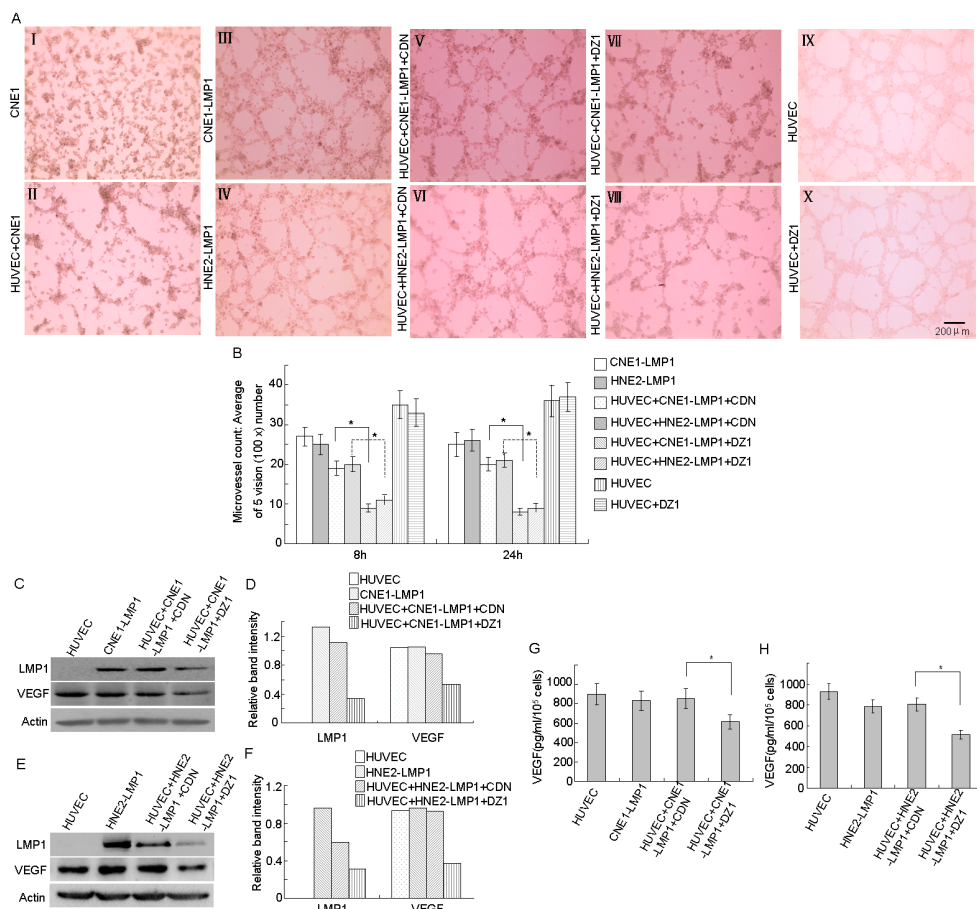 A
CNE1
I
CNE1-LMP1
III
HUVEC+CNE1-LMP1+CDN
V
HUVEC+CNE1-LMP1+DZ1
VII
HUVEC
IX
HUVEC+CNE1
II
HNE2-LMP1
IV
HUVEC+HNE2-LMP1+CDN
VI
HUVEC+HNE2-LMP1+DZ1
VIII
HUVEC+DZ1
X
200μm
B
Microvessel count: Average
of 5 vision (100 x) number
40
30
20
10
0
* *
* *
8h
24h
CNE1-LMP1
HNE2-LMP1
HUVEC+CNE1-LMP1+CDN
HUVEC+HNE2-LMP1+CDN
HUVEC+CNE1-LMP1+DZ1
HUVEC+HNE2-LMP1+DZ1
HUVEC
HUVEC+DZ1
C
HUVEC
CNE1-LMP1
HUVEC+CNE1
-LMP1+CDN
HUVEC+CNE1
-LMP1+DZ1
LMP1
VEGF
Actin
D
HUVEC
CNE1-LMP1
HUVEC+CNE1-LMP1+CDN
HUVEC+CNE1-LMP1+DZ1
Relative band intensity
1.2
0.8
0.4
0
LMP1
VEGF
E
HUVEC
HNE2-LMP1
HUVEC+HNE2
-LMP1+CDN
HUVEC+HNE2
-LMP1+DZ1
LMP1
VEGF
Actin
F
HUVEC
HNE2-LMP1
HUVEC+HNE2-LMP1+CDN
HUVEC+HNE2-LMP1+DZ1
Relative band intensity
1.2
0.8
0.4
0
LMP1
VEGF
G
VEGF(pg/ml/10⁵ cells)
1000
800
600
400
200
0
*
HUVEC
CNE1-LMP1
HUVEC+CNE1
-LMP1+CDN
HUVEC+CNE1
-LMP1+DZ1
H
VEGF(pg/ml/10⁵ cells)
1000
800
600
400
200
0
*
HUVEC
HNE2-LMP1
HUVEC+HNE2
-LMP1+CDN
HUVEC+HNE2
-LMP1+DZ1